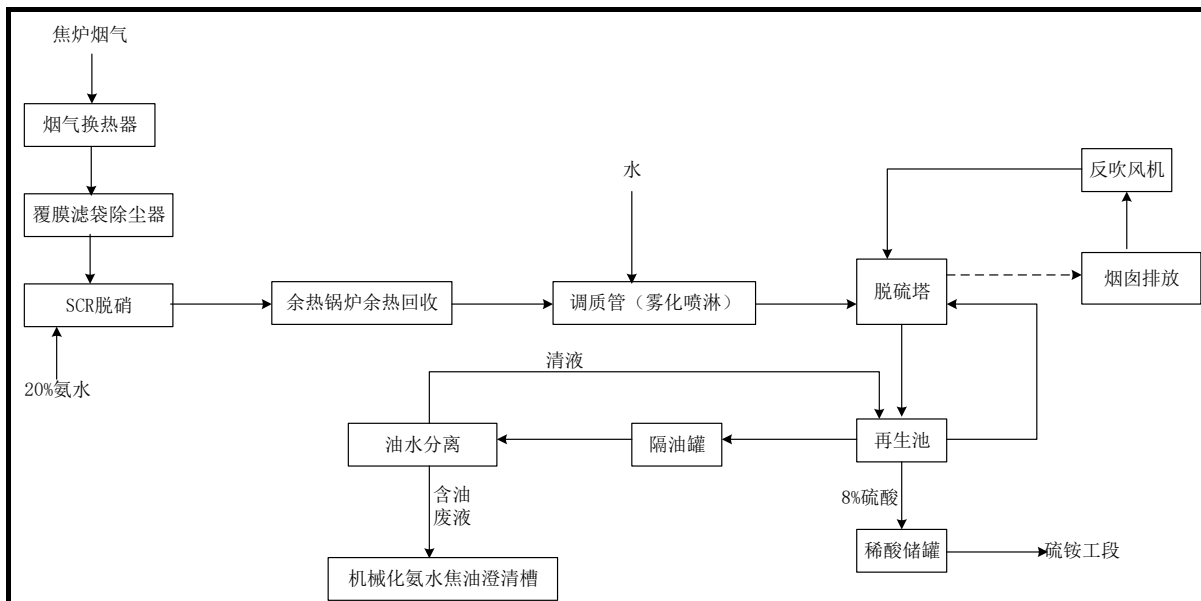 焦炉烟气
烟气换热器
水
反吹风机
覆膜滤袋除尘器
脱硫塔
烟囱排放
SCR脱硝
余热锅炉余热回收
调质管（雾化喷淋）
20%氨水
清液
油水分离
隔油罐
再生池
含油
废液
8%硫酸
稀酸储罐
硫铵工段
机械化氨水焦油澄清槽